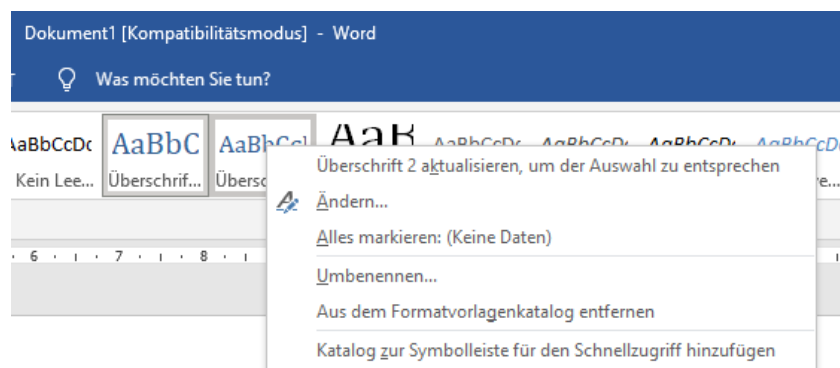 Dokument1 [Kompatibilitätsmodus] - Word
Was möchten Sie tun?
AaBbCcDc AaBbC AaBbCcl AaB AaBbCcDc AaBbCcDc AaBbCcDc AaBbCcD
Kein Lee... Überschrif... Übersc
Überschrift 2 aktualisieren, um der Auswahl zu entsprechen
Ändern...
Alles markieren: (Keine Daten)
6 7 8
Umbenennen...
Aus dem Formatvorlagenkatalog entfernen
Katalog zur Symbolleiste für den Schnellzugriff hinzufügen